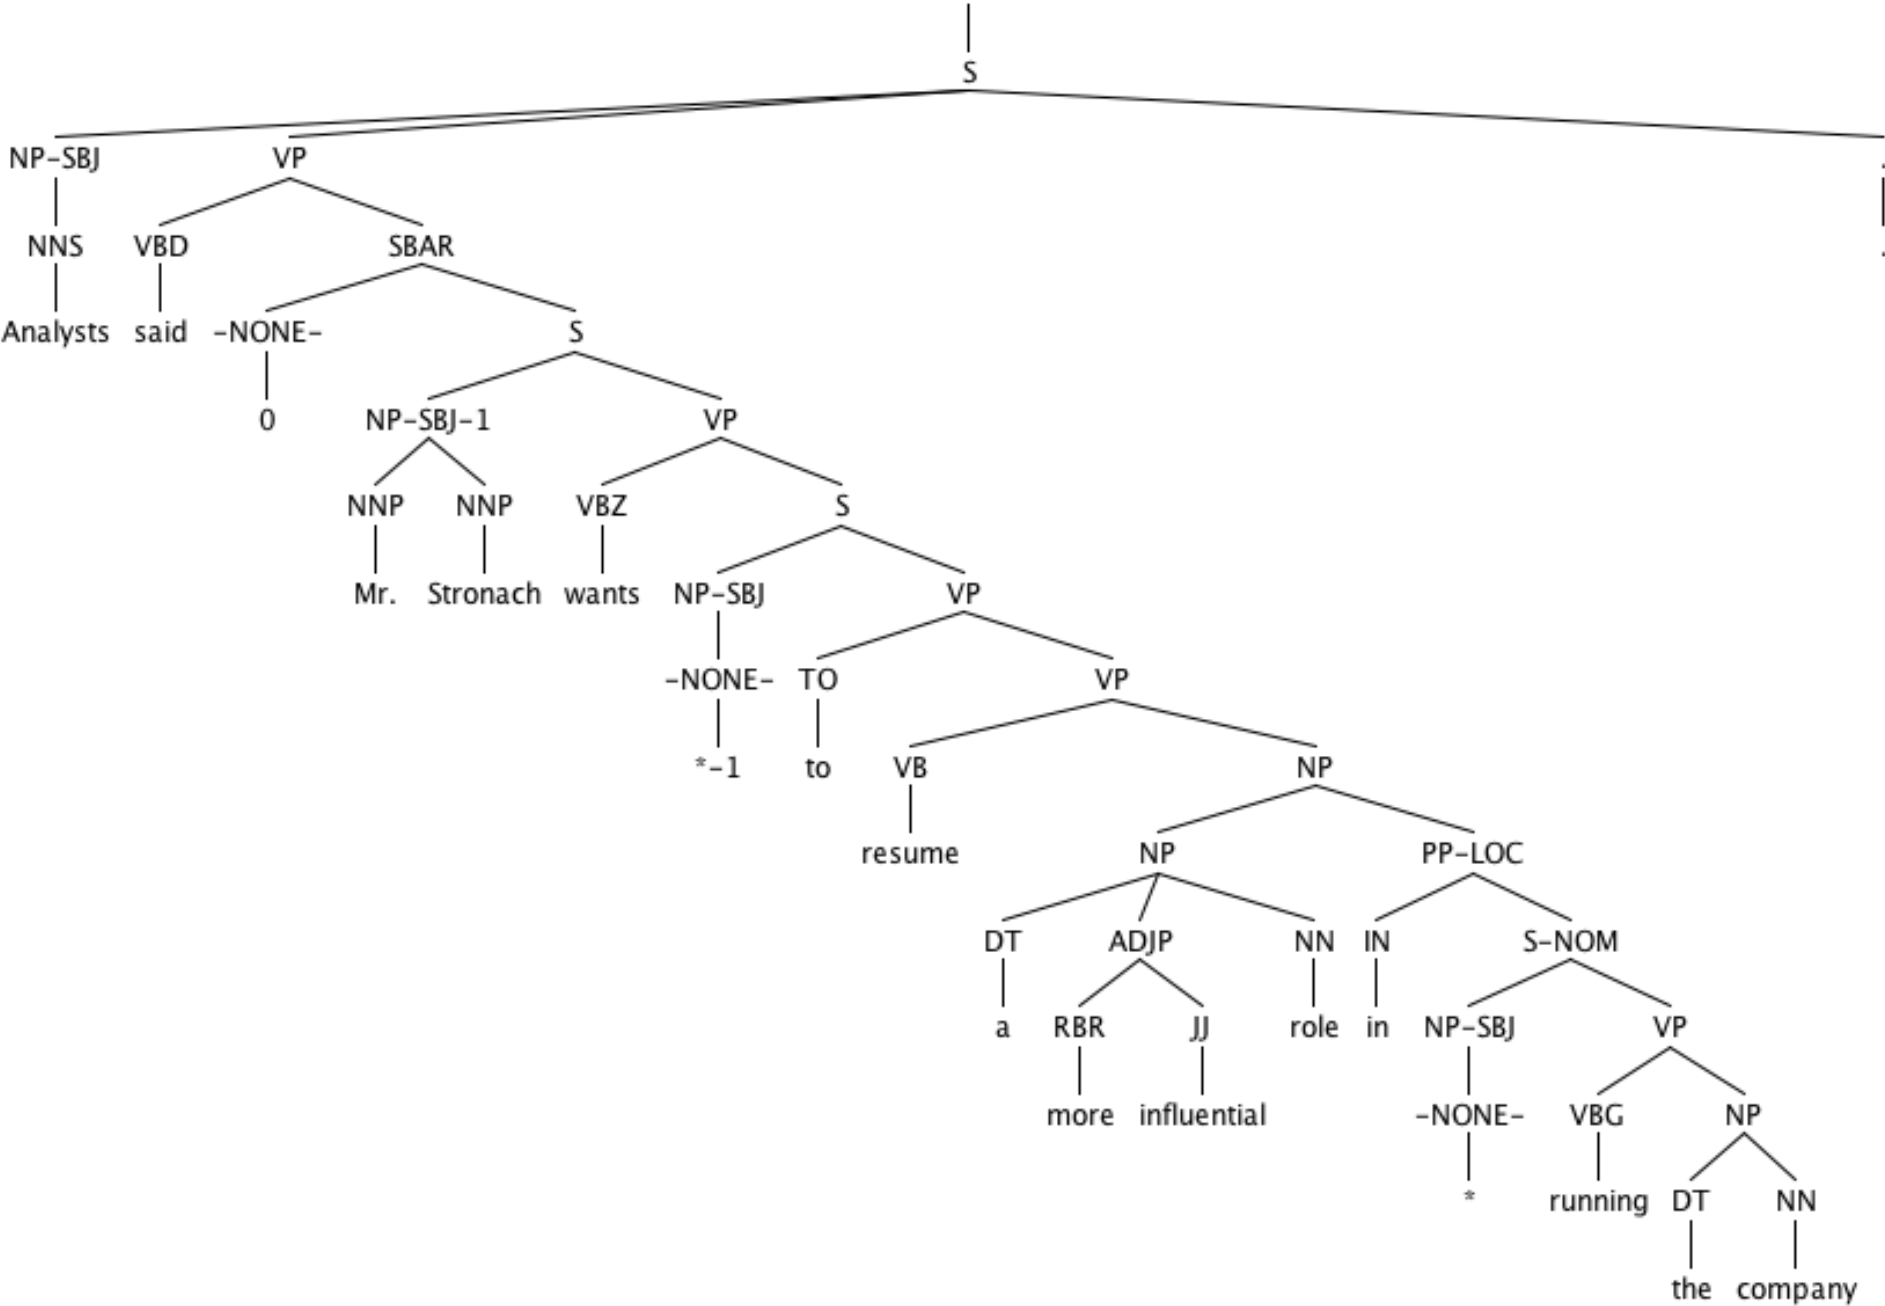 S
NP-SBJ VP .
NNS VBD SBAR .
Analysts said -NONE- S
0 NP-SBJ-1 VP
NNP NNP VBZ S
Mr. Stronach wants NP-SBJ VP
-NONE- TO VP
*-1 to VB NP
resume NP PP-LOC
DT ADJP NN IN S-NOM
a RBR JJ role in NP-SBJ VP
more influential -NONE- VBG NP
* running DT NN
the company